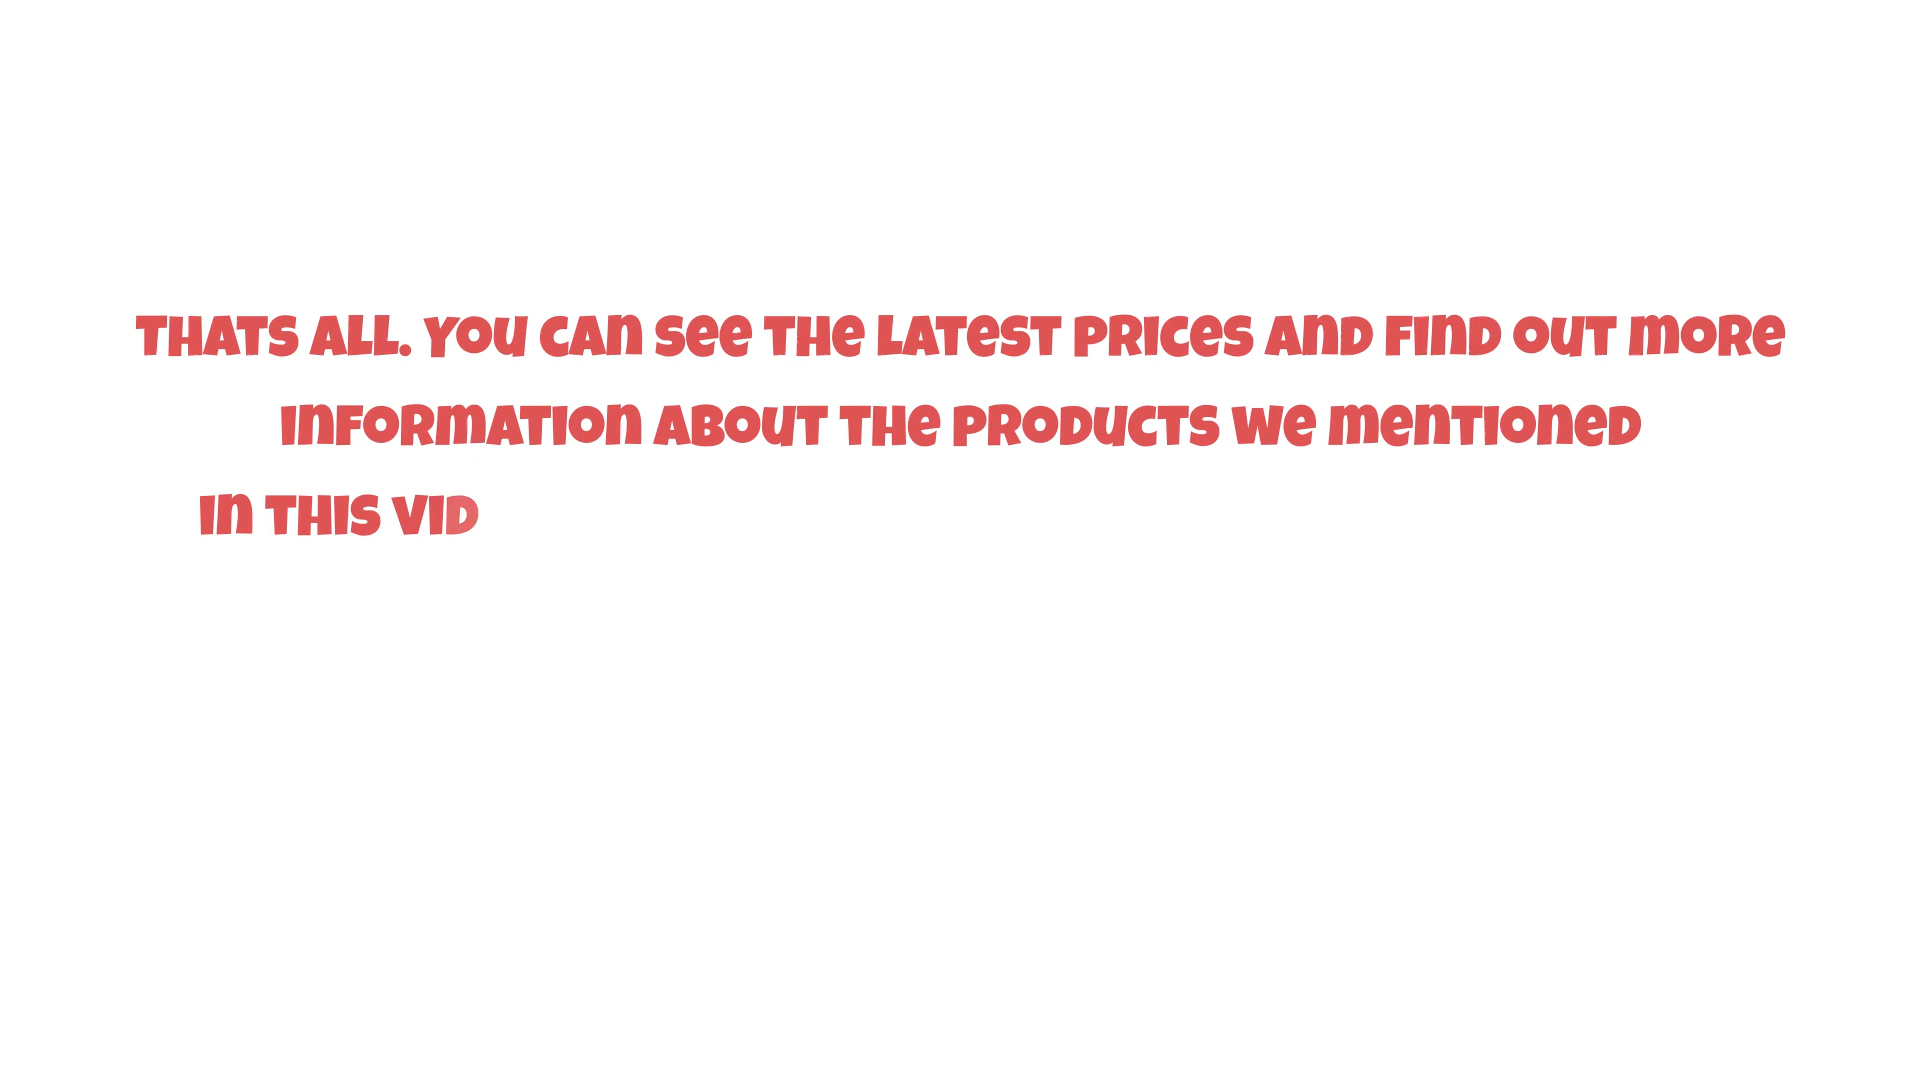 THATS ALL. YOU CAN SEE THE LATEST PRICES AND FIND OUT MORE
INFORMATION ABOUT THE PRODUCTS WE MENTIONED
IN THIS VID